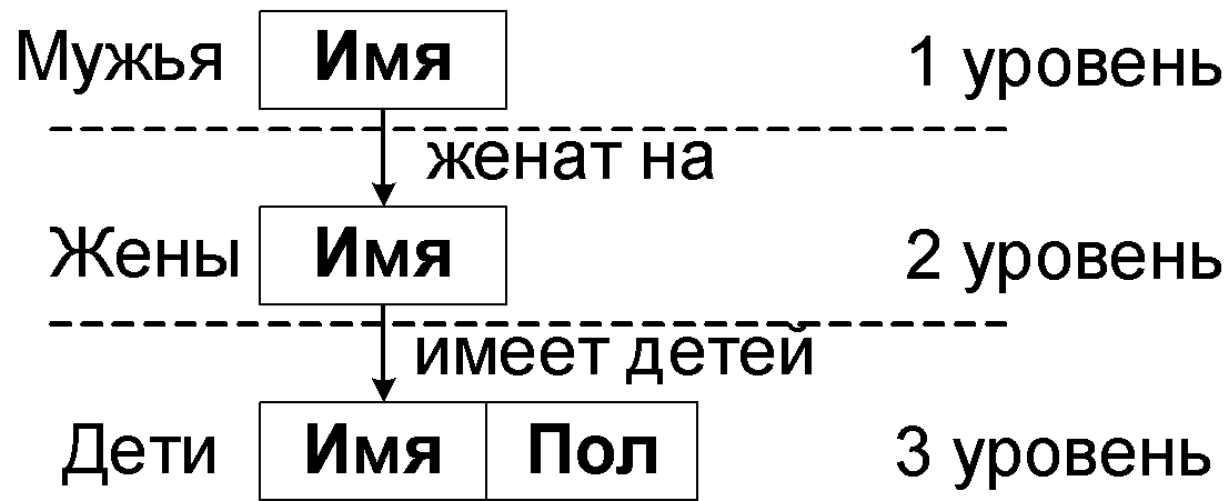 Мужья Имя 1 уровень
женат на
Жены Имя 2 уровень
имеет детей
Дети Имя Пол 3 уровень